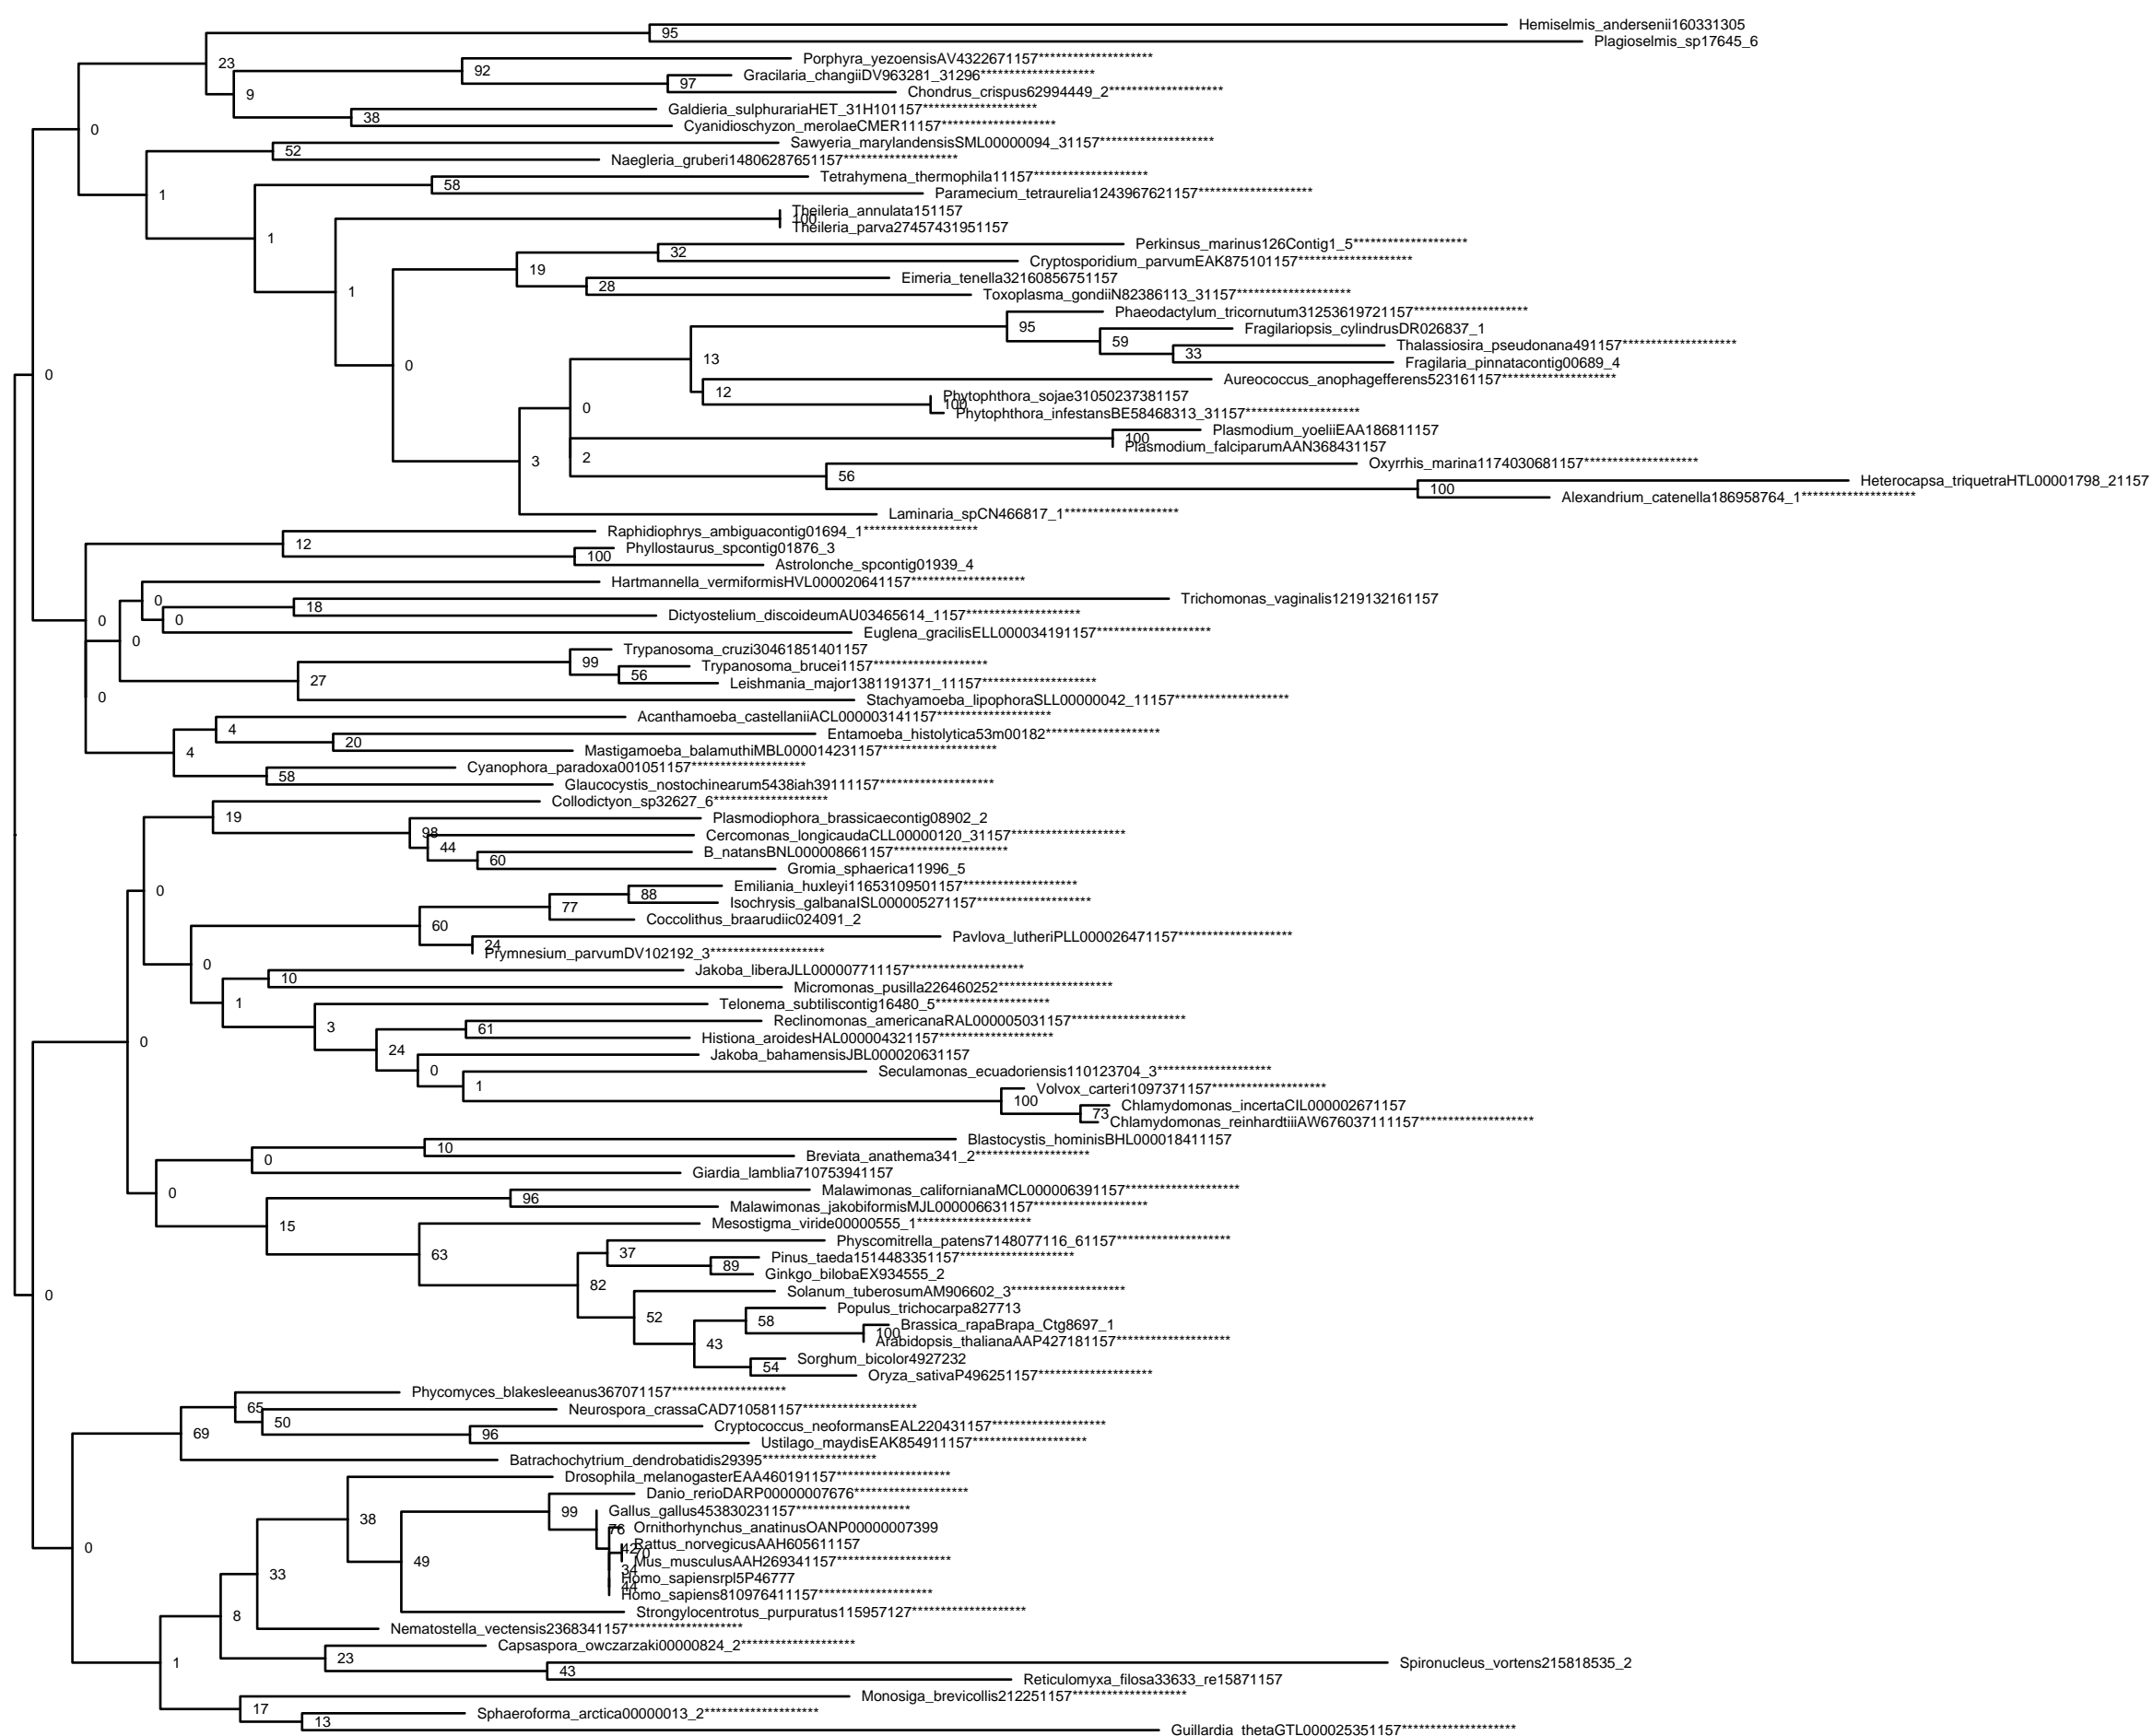 Hemiselmis_andersenii160331305
95
Plagioselmis_sp17645_6
Porphyra_yezoensisAV4322671157********************
23
92
Gracilaria_changiiDV963281_31296********************
97
9
Chondrus_crispus62994449_2********************
Galdieria_sulphurariaHET_31H101157********************
38
Cyanidioschyzon_merolaeCMER11157********************
0
Sawyeria_marylandensisSML00000094_31157********************
52
Naegleria_gruberi14806287651157********************
Tetrahymena_thermophila11157********************
58
1
Paramecium_tetraurelia1243967621157********************
Theileria_annulata151157
100
Theileria_parva27457431951157
1
Perkinsus_marinus126Contig1_5********************
32
Cryptosporidium_parvumEAK875101157********************
19
Eimeria_tenella32160856751157
28
1
Toxoplasma_gondiiN82386113_31157********************
Phaeodactylum_tricornutum31253619721157********************
95
Fragilariopsis_cylindrusDR026837_1
59
Thalassiosira_pseudonana491157********************
33
13
Fragilaria_pinnatacontig00689_4
0
0
Aureococcus_anophagefferens523161157********************
12
Phytophthora_sojae31050237381157
100
0
Phytophthora_infestansBE58468313_31157********************
Plasmodium_yoeliiEAA186811157
100
Plasmodium_falciparumAAN368431157
2
3
Oxyrrhis_marina1174030681157********************
56
Heterocapsa_triquetraHTL00001798_21157
100
Alexandrium_catenella186958764_1********************
Laminaria_spCN466817_1********************
Raphidiophrys_ambiguacontig01694_1********************
12
Phyllostaurus_spcontig01876_3
100
Astrolonche_spcontig01939_4
Hartmannella_vermiformisHVL000020641157********************
0
Trichomonas_vaginalis1219132161157
18
Dictyostelium_discoideumAU03465614_1157********************
0
0
Euglena_gracilisELL000034191157********************
0
Trypanosoma_cruzi30461851401157
99
Trypanosoma_brucei1157********************
56
27
Leishmania_major1381191371_11157********************
0
Stachyamoeba_lipophoraSLL00000042_11157********************
Acanthamoeba_castellaniiACL000003141157********************
4
Entamoeba_histolytica53m00182********************
20
4
Mastigamoeba_balamuthiMBL000014231157********************
Cyanophora_paradoxa001051157********************
58
Glaucocystis_nostochinearum5438iah39111157********************
Collodictyon_sp32627_6********************
19
Plasmodiophora_brassicaecontig08902_2
98
Cercomonas_longicaudaCLL00000120_31157********************
44
B_natansBNL000008661157********************
60
Gromia_sphaerica11996_5
0
Emiliania_huxleyi11653109501157********************
88
Isochrysis_galbanaISL000005271157********************
77
Coccolithus_braarudiic024091_2
60
Pavlova_lutheriPLL000026471157********************
24
Prymnesium_parvumDV102192_3********************
0
Jakoba_liberaJLL000007711157********************
10
Micromonas_pusilla226460252********************
1
Telonema_subtiliscontig16480_5********************
3
Reclinomonas_americanaRAL000005031157********************
61
Histiona_aroidesHAL000004321157********************
0
24
Jakoba_bahamensisJBL000020631157
0
Seculamonas_ecuadoriensis110123704_3********************
1
Volvox_carteri1097371157********************
100
Chlamydomonas_incertaCIL000002671157
73
Chlamydomonas_reinhardtiiiAW676037111157********************
Blastocystis_hominisBHL000018411157
10
Breviata_anathema341_2********************
0
Giardia_lamblia710753941157
0
Malawimonas_californianaMCL000006391157********************
96
Malawimonas_jakobiformisMJL000006631157********************
15
Mesostigma_viride00000555_1********************
Physcomitrella_patens7148077116_61157********************
63
37
Pinus_taeda1514483351157********************
89
Ginkgo_bilobaEX934555_2
82
Solanum_tuberosumAM906602_3********************
0
Populus_trichocarpa827713
52
58
Brassica_rapaBrapa_Ctg8697_1
100
Arabidopsis_thalianaAAP427181157********************
43
Sorghum_bicolor4927232
54
Oryza_sativaP496251157********************
Phycomyces_blakesleeanus367071157********************
65
Neurospora_crassaCAD710581157********************
50
Cryptococcus_neoformansEAL220431157********************
69
96
Ustilago_maydisEAK854911157********************
Batrachochytrium_dendrobatidis29395********************
Drosophila_melanogasterEAA460191157********************
Danio_rerioDARP00000007676********************
99
Gallus_gallus453830231157********************
38
76
Ornithorhynchus_anatinusOANP00000007399
Rattus_norvegicusAAH605611157
42
70
0
Mus_musculusAAH269341157********************
49
34
Homo_sapiensrpl5P46777
33
44
Homo_sapiens810976411157********************
Strongylocentrotus_purpuratus115957127********************
8
Nematostella_vectensis2368341157********************
Capsaspora_owczarzaki00000824_2********************
23
1
Spironucleus_vortens215818535_2
43
Reticulomyxa_filosa33633_re15871157
Monosiga_brevicollis212251157********************
17
Sphaeroforma_arctica00000013_2********************
13
Guillardia_thetaGTL000025351157********************